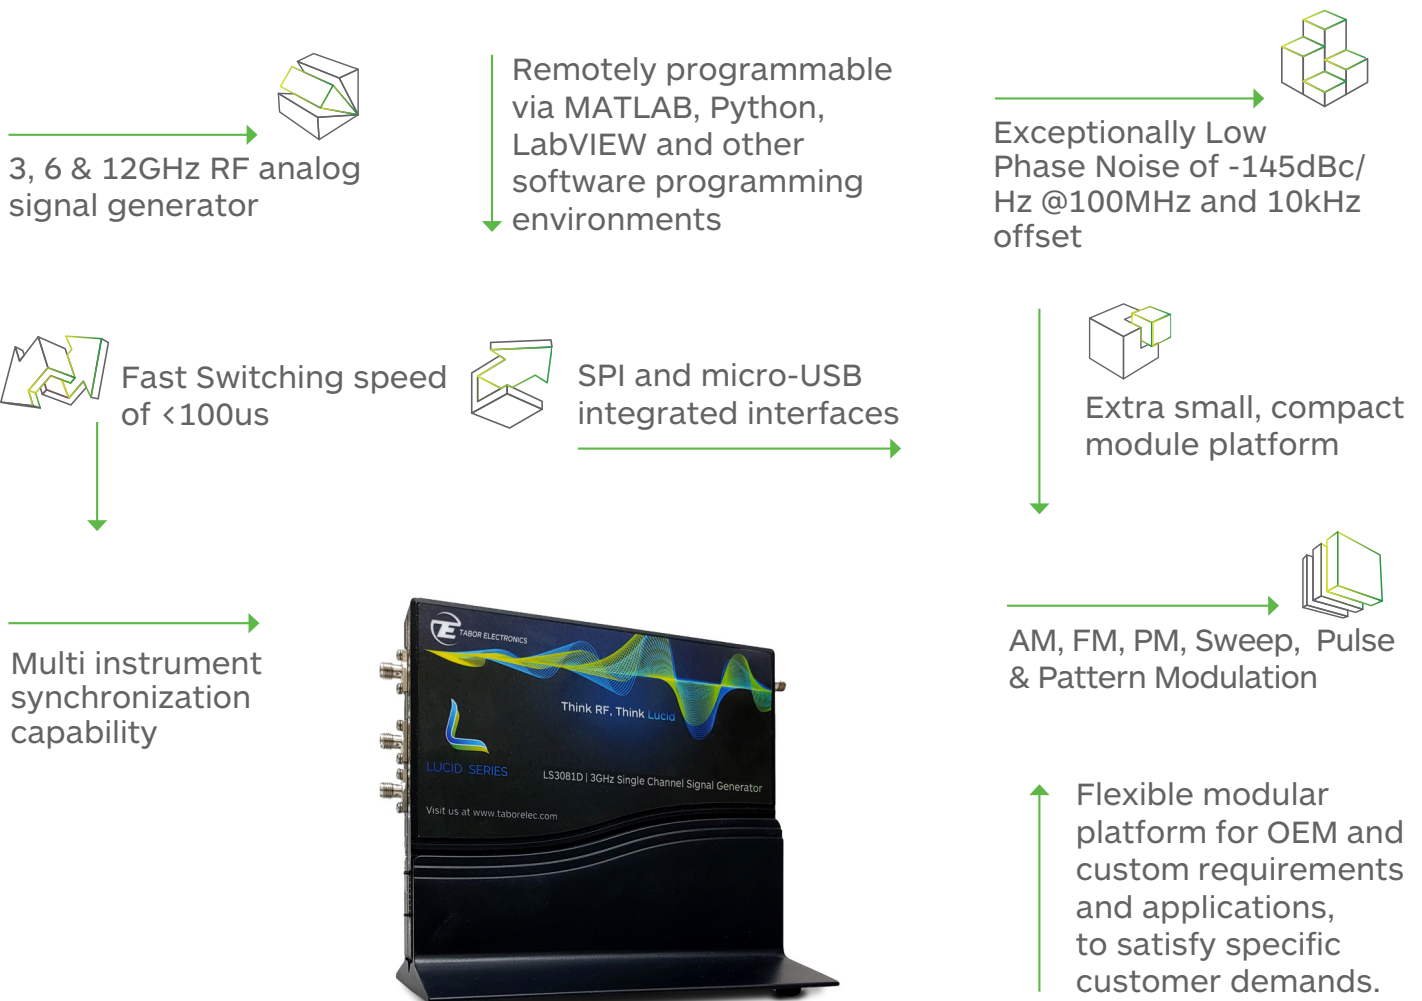 3, 6 & 12GHz RF analog
signal generator
Remotely programmable
via MATLAB, Python,
LabVIEW and other
software programming
environments
Exceptionally Low
Phase Noise of -145dBc/
Hz @100MHz and 10kHz
offset
Fast Switching speed
of <100us
SPI and micro-USB
integrated interfaces
Extra small, compact
module platform
Multi instrument
synchronization
capability
TE TABOR ELECTRONICS
Think RF, Think Lucid
LUCID SERIES
LS3081D | 3GHz Single Channel Signal Generator
Visit us at www.taborelec.com
AM, FM, PM, Sweep, Pulse
& Pattern Modulation
Flexible modular
platform for OEM and
custom requirements
and applications,
to satisfy specific
customer demands.